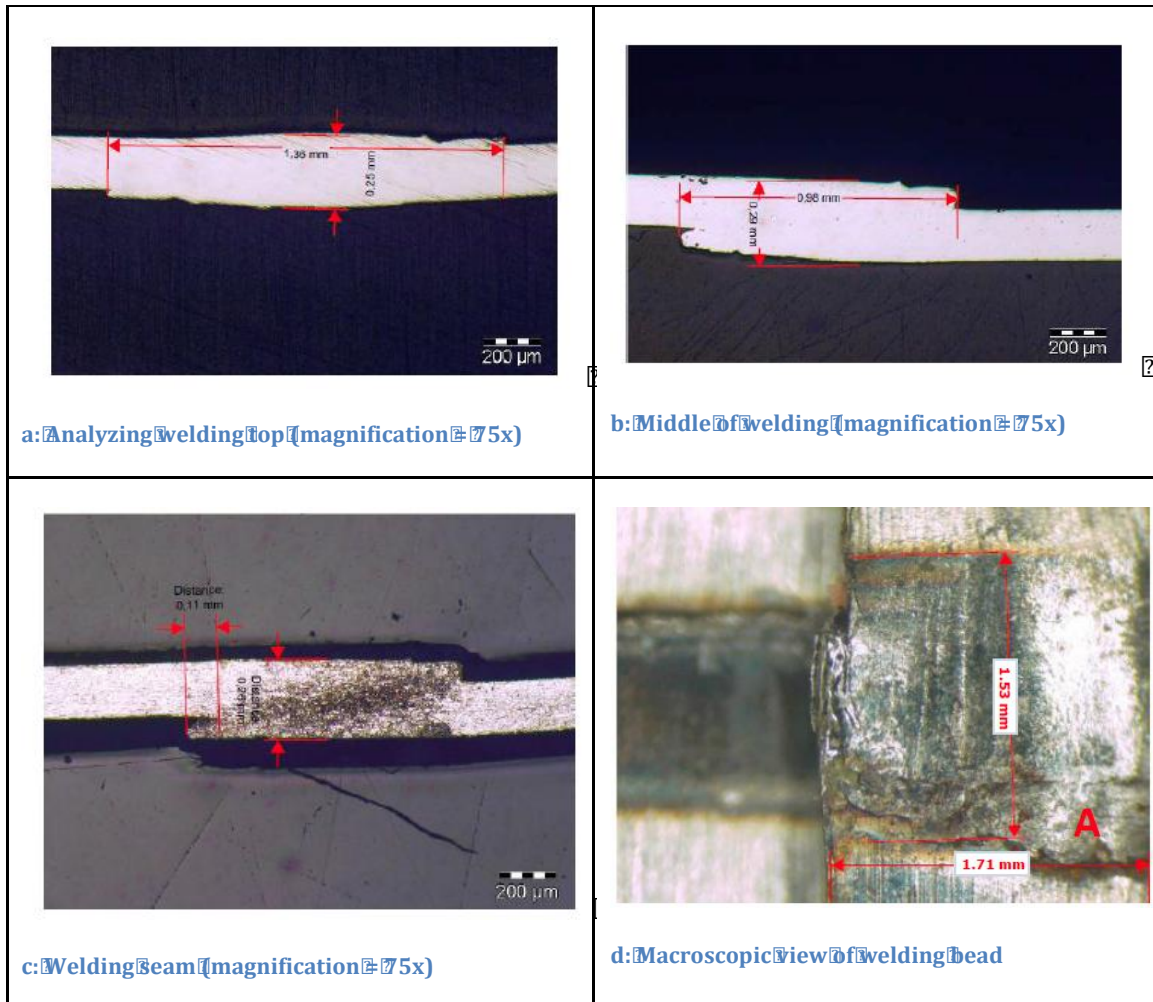 1.36 mm
0.25 mm
200 µm
a: Analyzing welding top (magnification = 75x)
0.98 mm
0.29 mm
200 µm
b: Middle of welding (magnification = 75x)
Distance:
0.11 mm
Distance:
200 µm
c: Welding seam (magnification = 75x)
1.53 mm
A
1.71 mm
d: Macroscopic view of welding bead